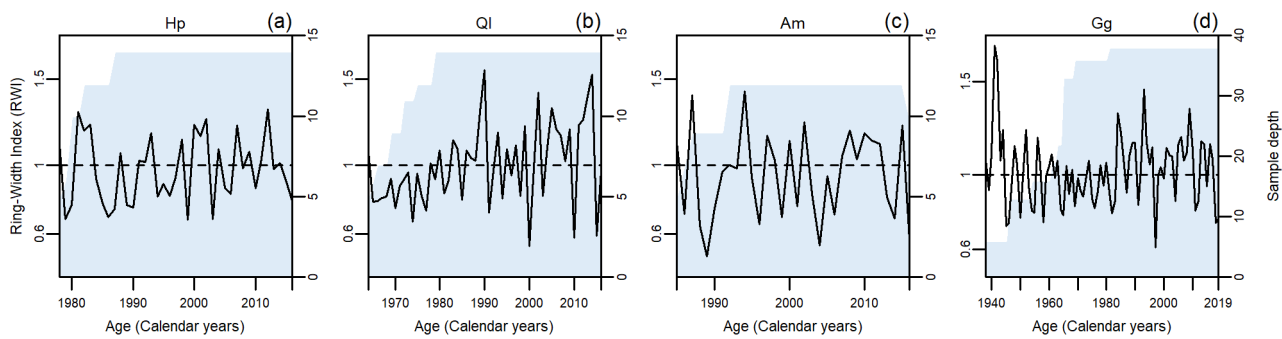 Hp (a) Ql (b) Am (c) Gg (d)
Ring-Width Index (RWI)
1.5
1
0.6
15
10
5
0
1980 1990 2000 2010
Age (Calendar years)
1.5
1
0.6
15
10
5
0
1970 1980 1990 2000 2010
Age (Calendar years)
1.5
1
0.6
15
10
5
0
1990 2000 2010
Age (Calendar years)
1.5
1
0.6
40
30
20
10
0
1940 1960 1980 2000 2019
Age (Calendar years)
Sample depth